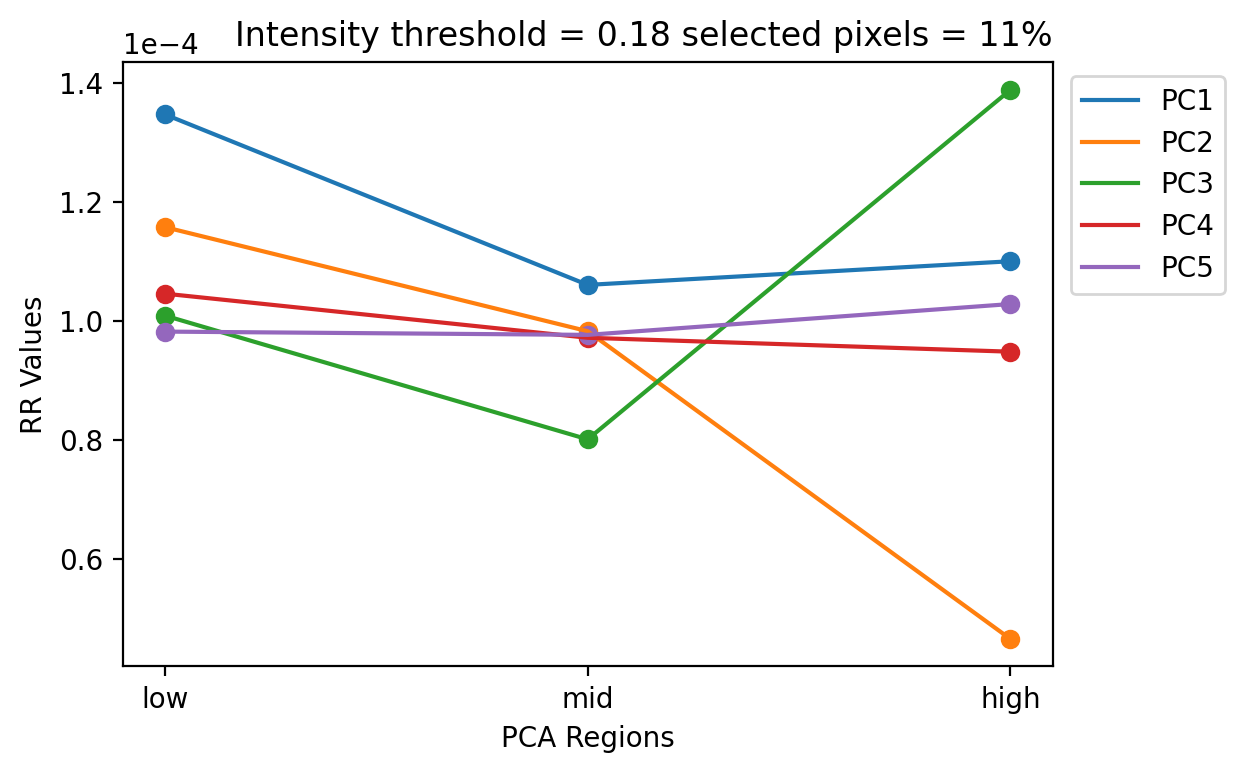 Intensity threshold = 0.18 selected pixels = 11%
1e−4
1.4
1.2
1.0
0.8
0.6
RR Values
low
mid
high
PCA Regions
PC1
PC2
PC3
PC4
PC5